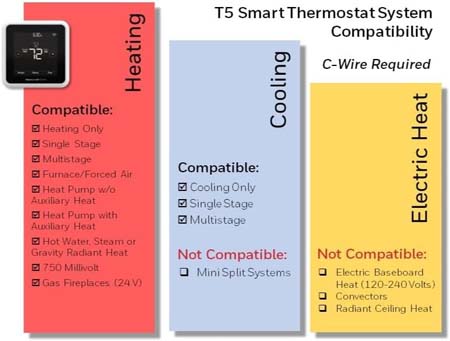 T5 Smart Thermostat System
Compatibility
C-Wire Required
72
Heating
Compatible:
Heating Only
Single Stage
Multistage
Furnace/Forced Air
Heat Pump w/o
Auxiliary Heat
Heat Pump with
Auxiliary Heat
Hot Water, Steam or
Gravity Radiant Heat
750 Millivolt
Gas Fireplaces (24 V)
Cooling
Compatible:
Cooling Only
Single Stage
Multistage
Not Compatible:
Mini Split Systems
Electric Heat
Not Compatible:
Electric Baseboard
Heat (120-240 Volts)
Convectors
Radiant Ceiling Heat